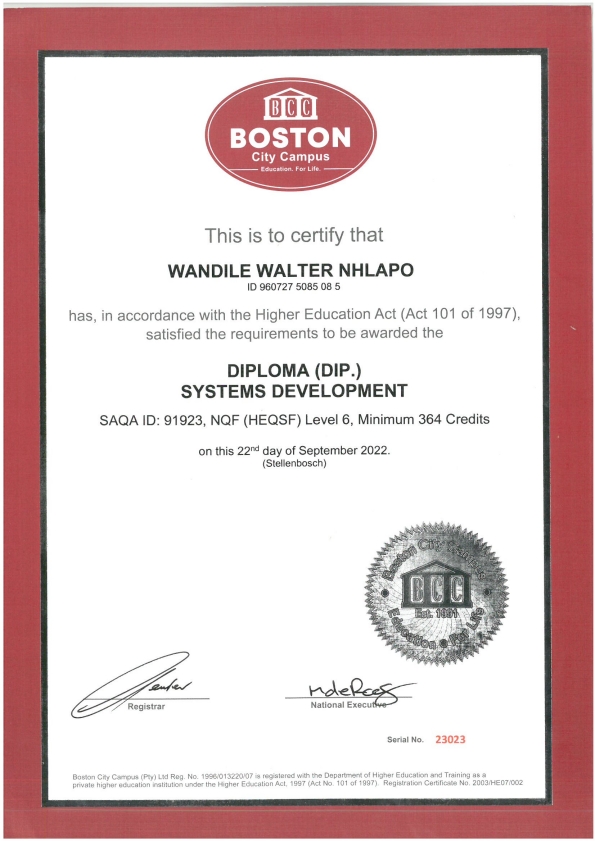 BCC
BOSTON
City Campus
Education. For Life.
This is to certify that
WANDILE WALTER NHLAPO
ID 960727 5085 08 5
has, in accordance with the Higher Education Act (Act 101 of 1997),
satisfied the requirements to be awarded the
DIPLOMA (DIP.)
SYSTEMS DEVELOPMENT
SAQA ID: 91923, NQF (HEQSF) Level 6, Minimum 364 Credits
on this 22nd day of September 2022.
(Stellenbosch)
Boston City Campus
BCC
Est. 1991
Education For Life
Registrar
National Executive
Serial No. 23023
Boston City Campus (Pty) Ltd Reg. No. 1996/013220/07 is registered with the Department of Higher Education and Training as a
private higher education institution under the Higher Education Act, 1997 (Act No. 101 of 1997). Registration Certificate No. 2003/HE07/002